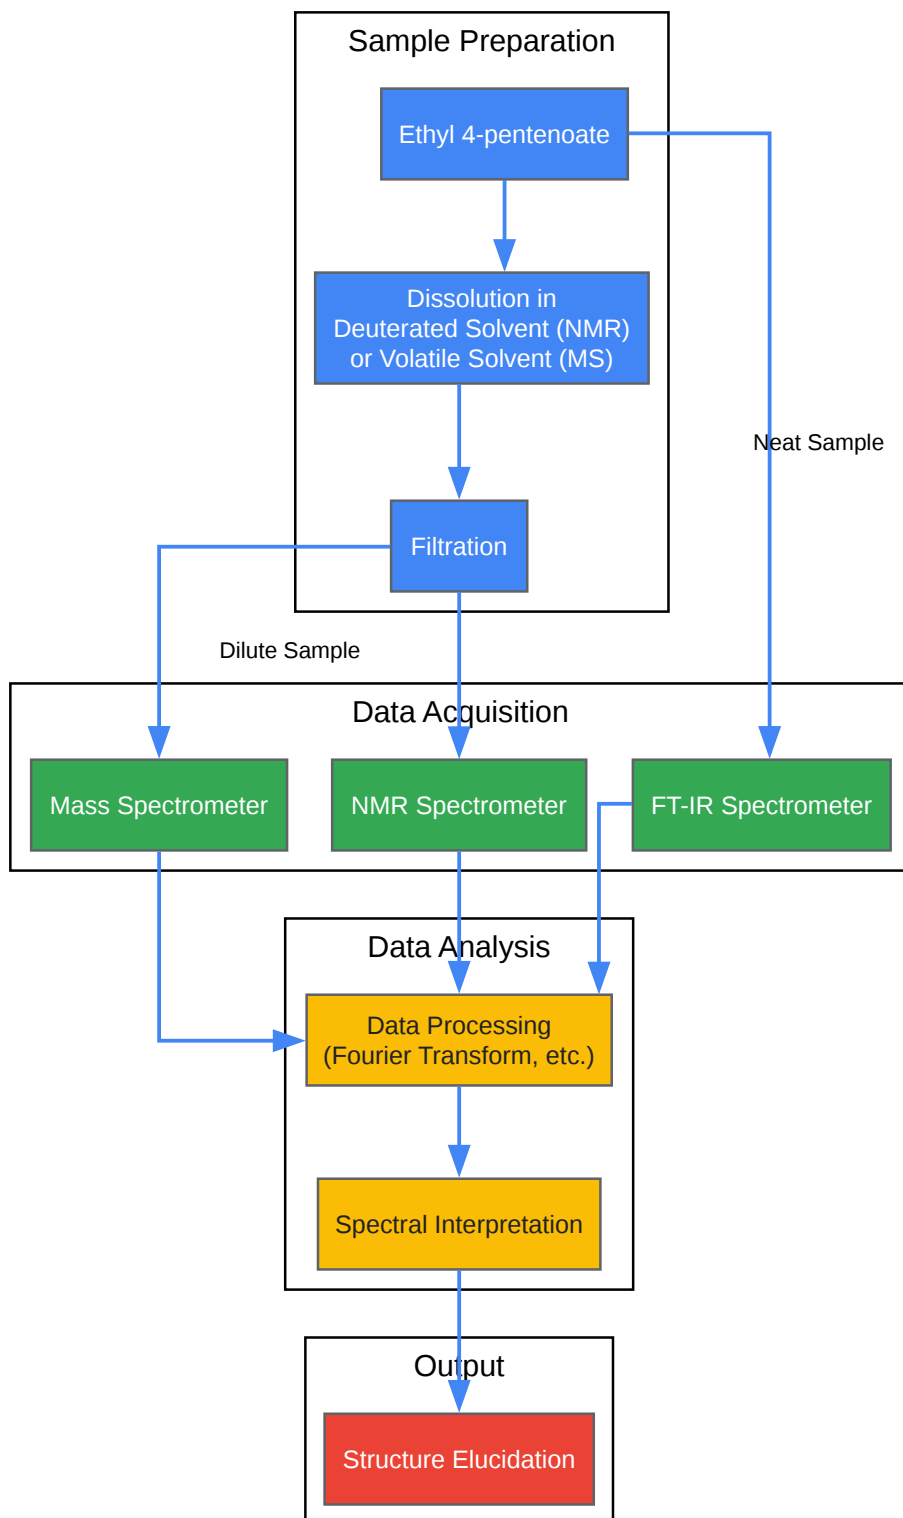 Sample Preparation
Ethyl 4-pentenoate
Dissolution in
Deuterated Solvent (NMR)
or Volatile Solvent (MS)
Neat Sample
Filtration
Dilute Sample
Data Acquisition
Mass Spectrometer
NMR Spectrometer
FT-IR Spectrometer
Data Analysis
Data Processing
(Fourier Transform, etc.)
Spectral Interpretation
Output
Structure Elucidation